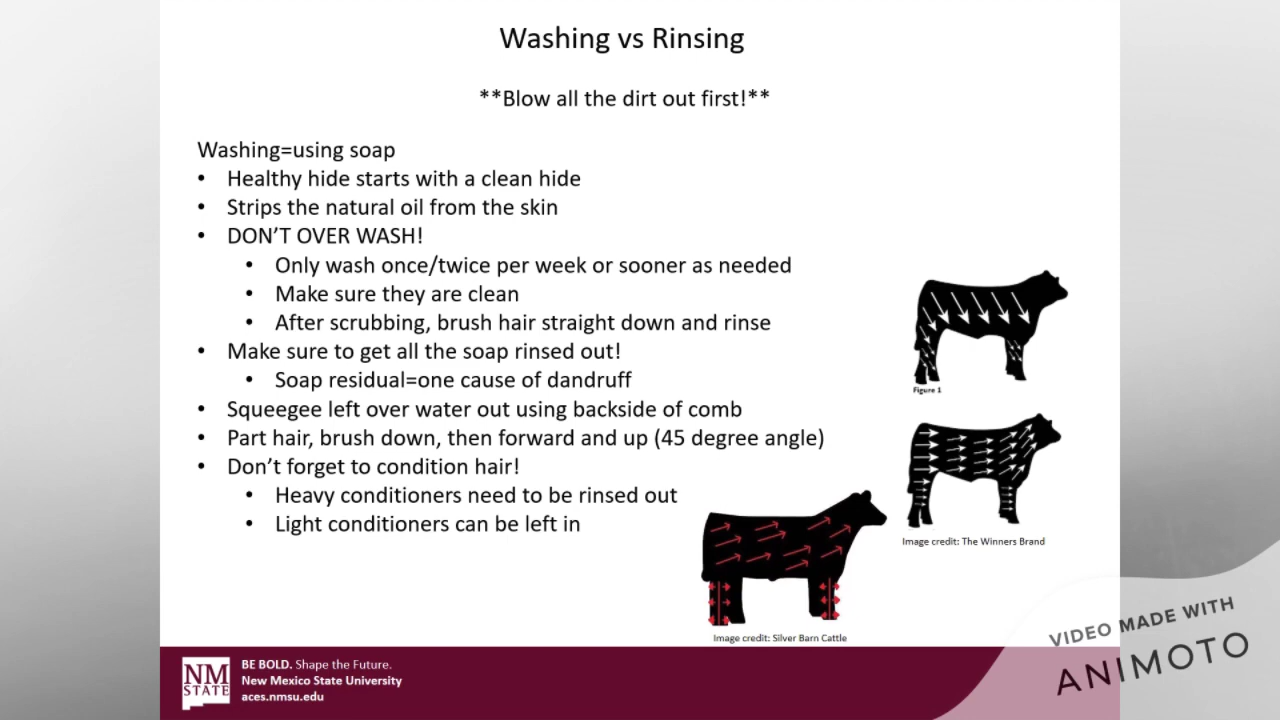 Washing vs Rinsing
**Blow all the dirt out first!**
Washing=using soap
• Healthy hide starts with a clean hide
• Strips the natural oil from the skin
• DON'T OVER WASH!
• Only wash once/twice per week or sooner as needed
• Make sure they are clean
• After scrubbing, brush hair straight down and rinse
• Make sure to get all the soap rinsed out!
• Soap residual=one cause of dandruff
• Squeegee left over water out using backside of comb
• Part hair, brush down, then forward and up (45 degree angle)
• Don't forget to condition hair!
• Heavy conditioners need to be rinsed out
• Light conditioners can be left in
Figure 1
Image credit: The Winners Brand
Image credit: Silver Barn Cattle
NM
STATE
BE BOLD. Shape the Future.
New Mexico State University
aces.nmsu.edu
VIDEO MADE WITH
ANIMOTO